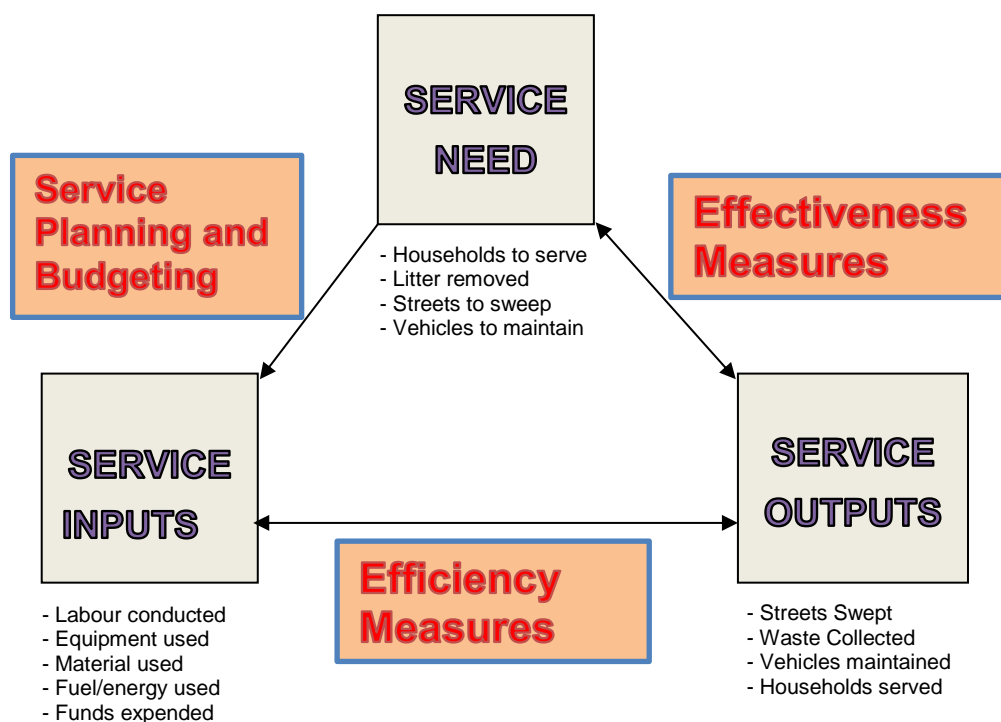 SERVICE
NEED
Service
Planning and
Budgeting
Effectiveness
Measures
- Households to serve
- Litter removed
- Streets to sweep
- Vehicles to maintain
SERVICE
INPUTS
SERVICE
OUTPUTS
Efficiency
Measures
- Labour conducted
- Equipment used
- Material used
- Fuel/energy used
- Funds expended
- Streets Swept
- Waste Collected
- Vehicles maintained
- Households served